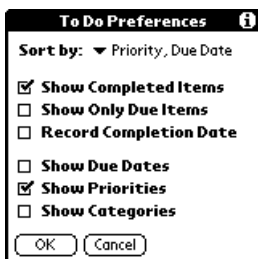 To Do Preferences i
Sort by: Priority, Due Date
Show Completed Items
Show Only Due Items
Record Completion Date
Show Due Dates
Show Priorities
Show Categories
OK Cancel